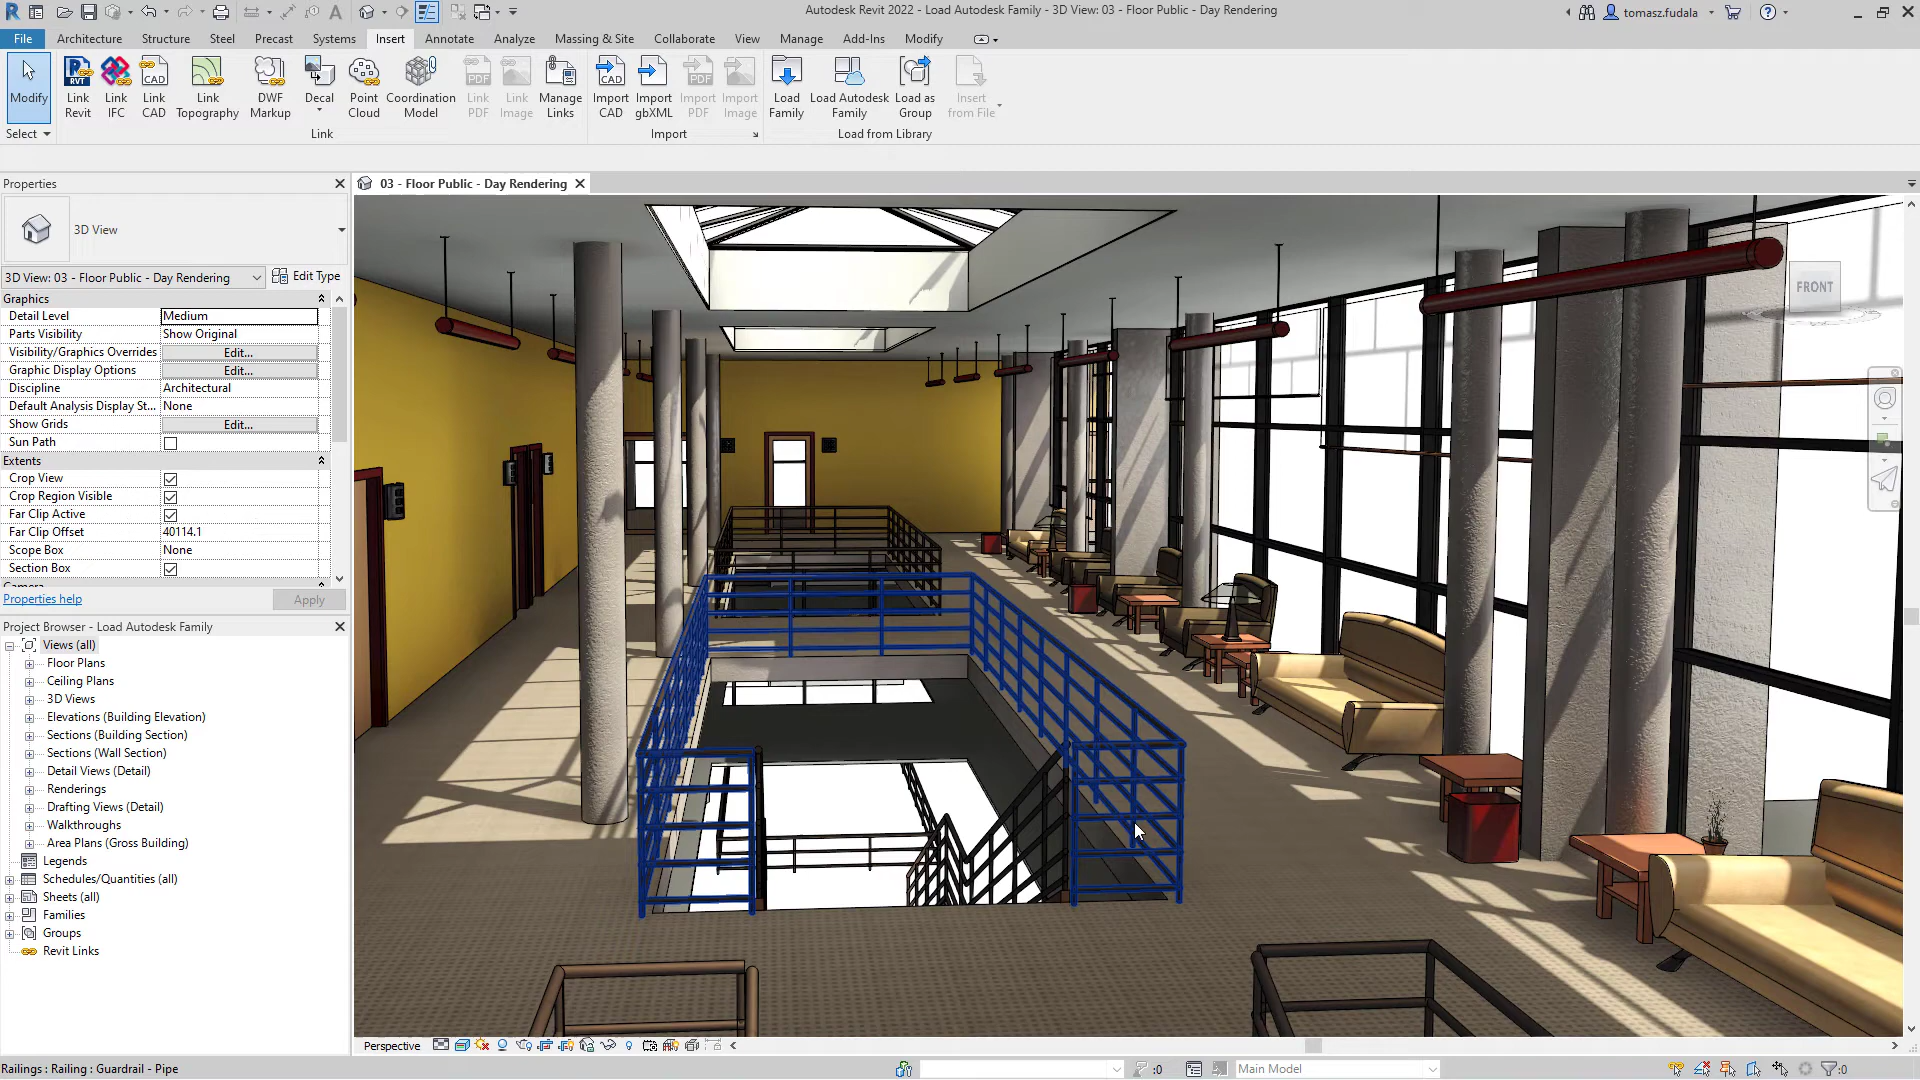 Autodesk Revit 2022 - Load Autodesk Family - 3D View: 03 - Floor Public - Day Rendering
tomasz.fudala
File
Architecture
Structure
Steel
Precast
Systems
Insert
Annotate
Analyze
Massing & Site
Collaborate
View
Manage
Add-Ins
Modify
Modify
Link Revit
Link IFC
Link CAD
Link Topography
DWF Markup
Decal
Point Cloud
Coordination Model
Link PDF
Link Image
Manage Links
Import CAD
Import gbXML
Import PDF
Import Image
Load Family
Load Autodesk Family
Load as Group
Insert from File
Select
Link
Import
Load from Library
Properties
03 - Floor Public - Day Rendering
3D View
3D View: 03 - Floor Public - Day Rendering
Edit Type
Graphics
Detail Level Medium
Parts Visibility Show Original
Visibility/Graphics Overrides Edit...
Graphic Display Options Edit...
Discipline Architectural
Default Analysis Display St... None
Show Grids Edit...
Sun Path
Extents
Crop View
Crop Region Visible
Far Clip Active
Far Clip Offset 40114.1
Scope Box None
Section Box
Camera
Properties help
Apply
Project Browser - Load Autodesk Family
Views (all)
Floor Plans
Ceiling Plans
3D Views
Elevations (Building Elevation)
Sections (Building Section)
Sections (Wall Section)
Detail Views (Detail)
Renderings
Drafting Views (Detail)
Walkthroughs
Area Plans (Gross Building)
Legends
Schedules/Quantities (all)
Sheets (all)
Families
Groups
Revit Links
FRONT
Perspective
Railings : Railing : Guardrail - Pipe
:0
Main Model
:0